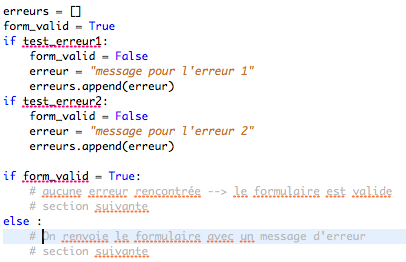 erreurs = []
form_valid = True
if test_erreur1:
    form_valid = False
    erreur = "message pour l'erreur 1"
    erreurs.append(erreur)
if test_erreur2:
    form_valid = False
    erreur = "message pour l'erreur 2"
    erreurs.append(erreur)

if form_valid = True:
    # aucune erreur rencontrée --> le formulaire est valide
    # section suivante
else :
    # On renvoie le formulaire avec un message d'erreur
    # section suivante